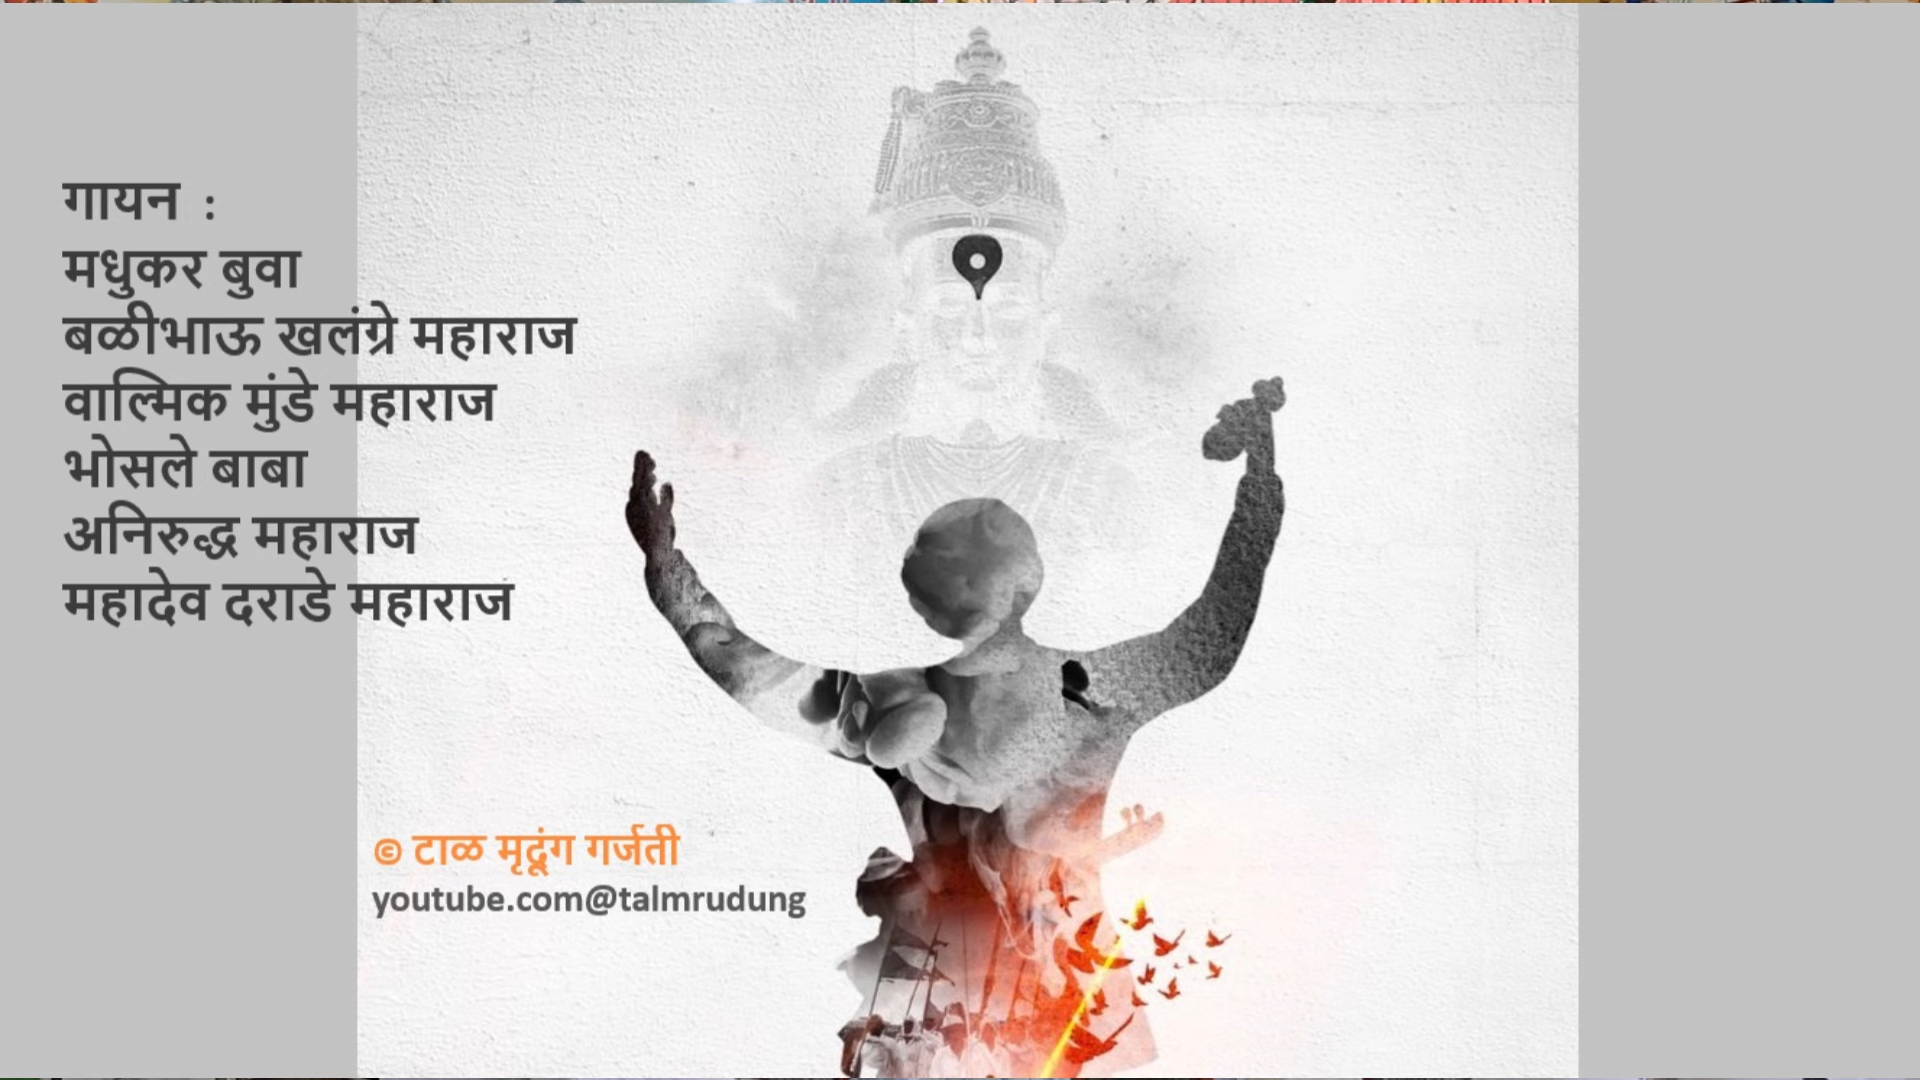 गायन :
मधुकर बुवा
बळीभाऊ खलंग्रे महाराज
वाल्मिक मुंडे महाराज
भोसले बाबा
अनिरुद्ध महाराज
महादेव दराडे महाराज
© टाळ मृदूंग गर्जती
youtube.com@talmrudung